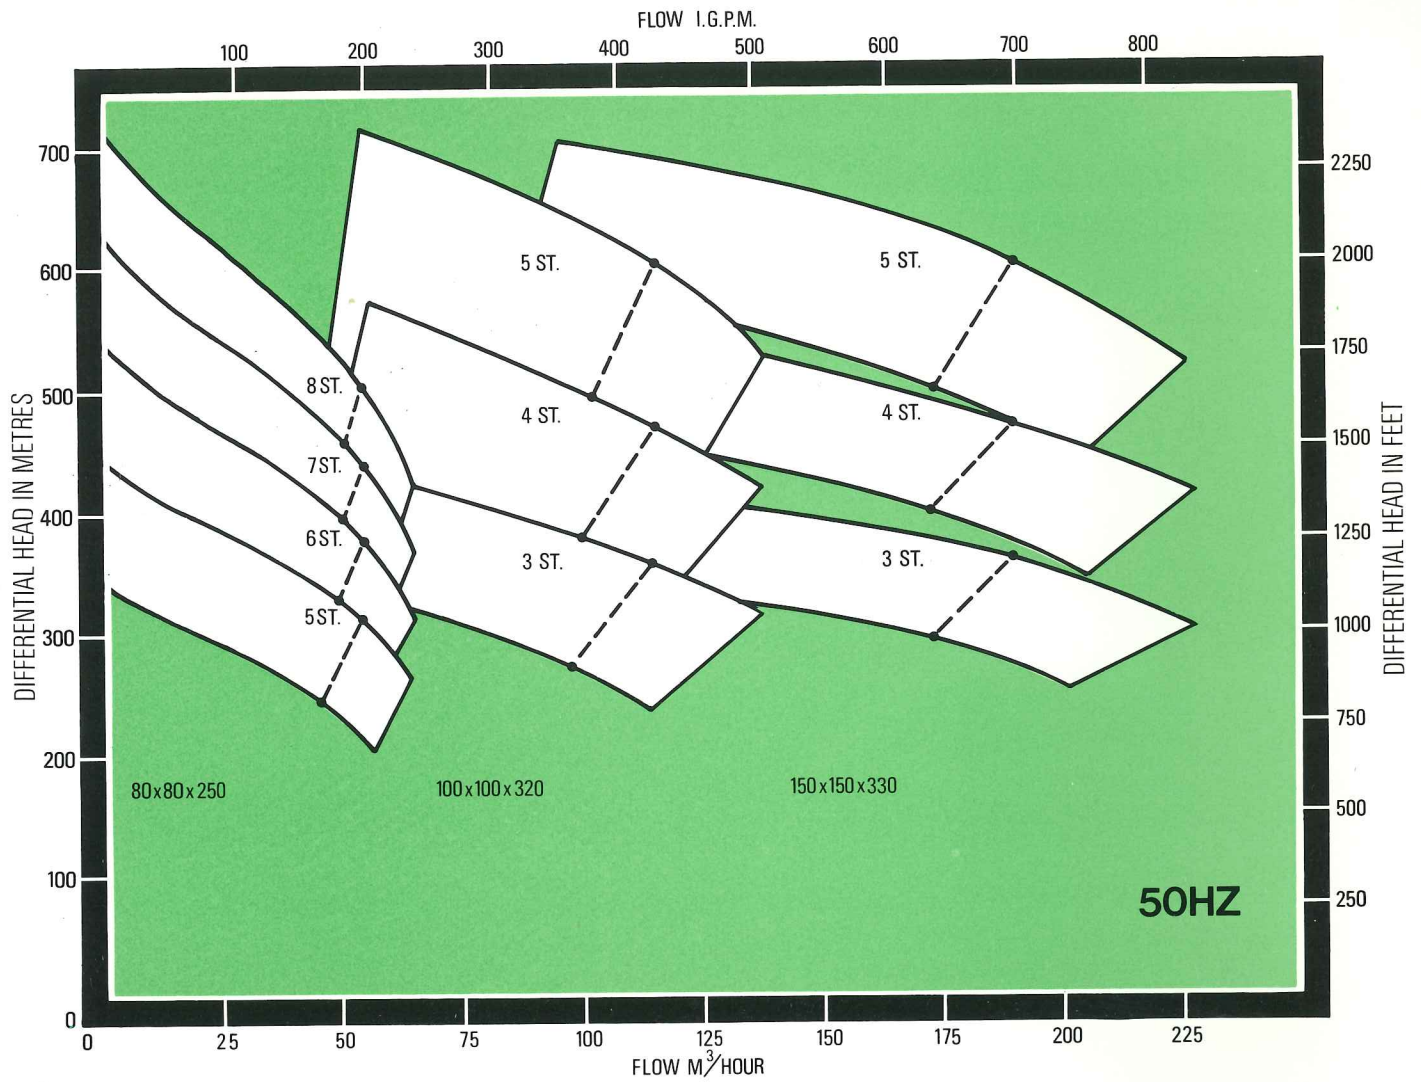 FLOW I.G.P.M.
100 200 300 400 500 600 700 800
700
600
500
400
300
200
100
0
DIFFERENTIAL HEAD IN METRES
2250
2000
1750
1500
1250
1000
750
500
250
DIFFERENTIAL HEAD IN FEET
5 ST.
5 ST.
8 ST.
4 ST.
4 ST.
7 ST.
6 ST.
3 ST.
3 ST.
5 ST.
80x80x250
100x100x320
150x150x330
50HZ
0 25 50 75 100 125 150 175 200 225
FLOW M³/HOUR